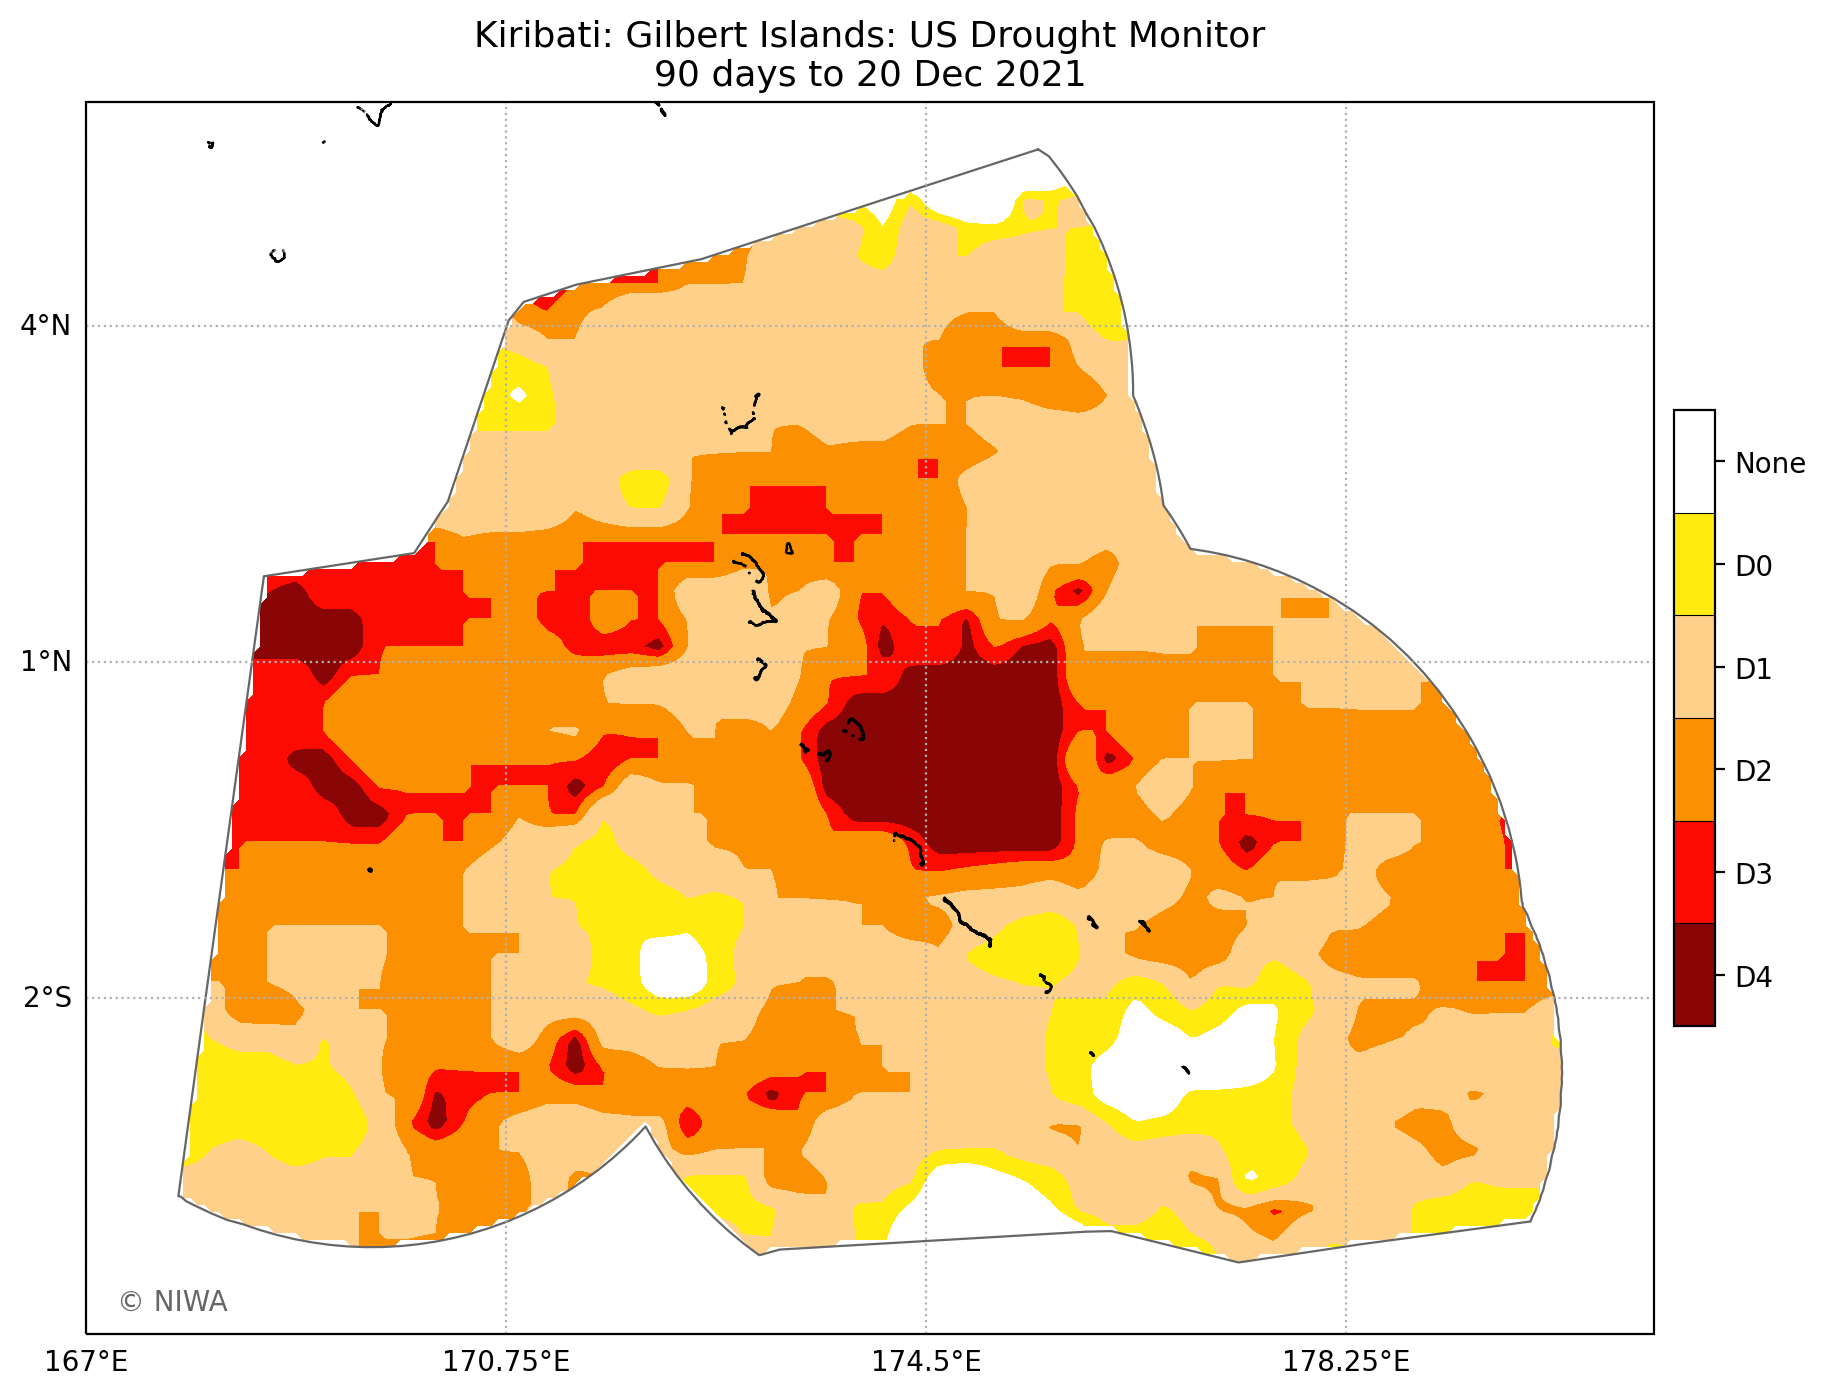 Kiribati: Gilbert Islands: US Drought Monitor
90 days to 20 Dec 2021
4°N
1°N
2°S
167°E
170.75°E
174.5°E
178.25°E
None
D0
D1
D2
D3
D4
© NIWA